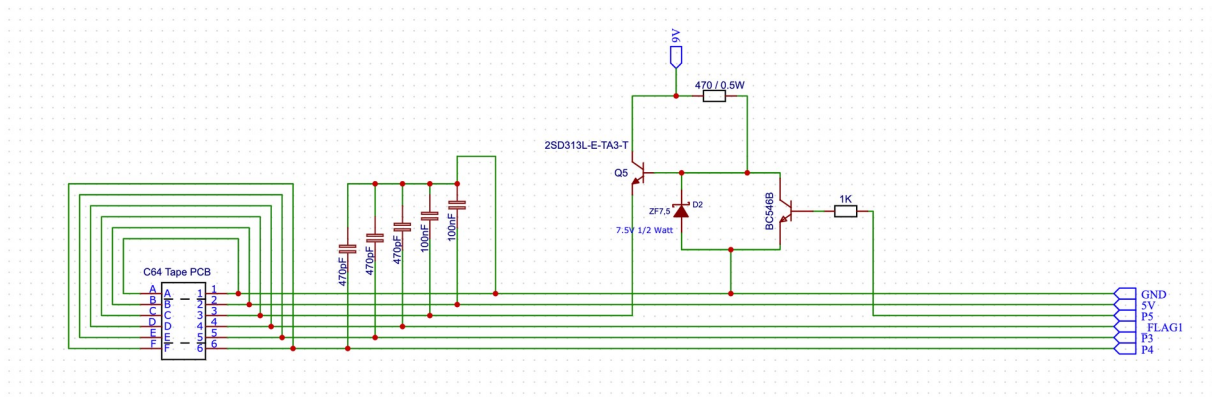 9V
470 / 0.5W
2SD313L-E-TA3-T
Q5
D2
ZF7,5
7.5V 1/2 Watt
BC546B
1K
470pF
470pF
470pF
100nF
100nF
C64 Tape PCB
A A 1 1
B B 2 2
C C 3 3
D D 4 4
E E 5 5
F F 6 6
GND
5V
P5
_FLAG1
P3
P4